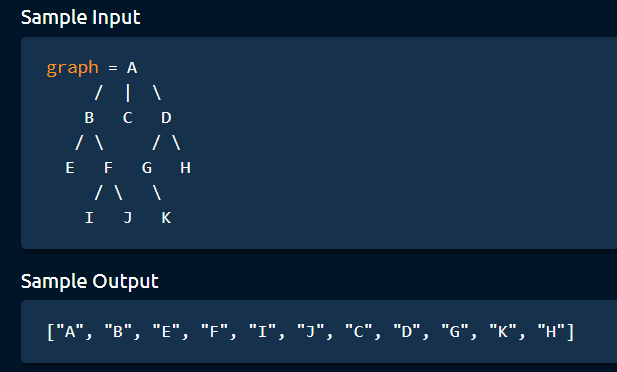 Sample Input
graph = A
/ | \
B C D
/ \ / \
E F G H
/ \ \
I J K
Sample Output
["A", "B", "E", "F", "I", "J", "C", "D", "G", "K", "H"]